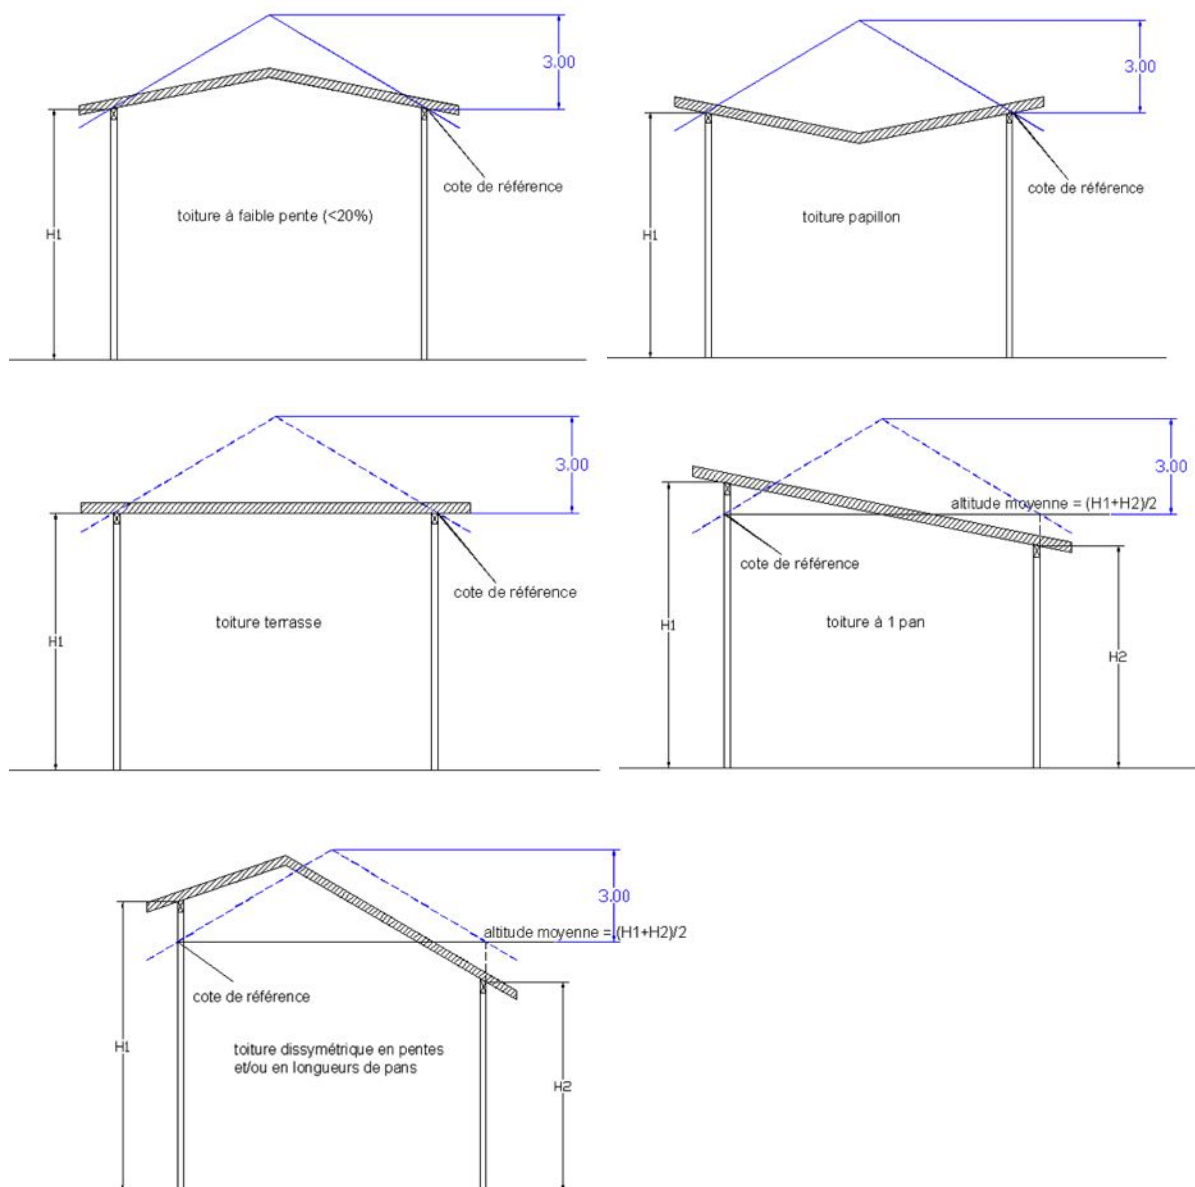 3.00
cote de référence
toiture à faible pente (<20%)
H1
3.00
cote de référence
toiture papillon
H1
3.00
cote de référence
toiture terrasse
H1
3.00
altitude moyenne = (H1+H2)/2
cote de référence
toiture à 1 pan
H1
H2
3.00
altitude moyenne = (H1+H2)/2
cote de référence
toiture dissymétrique en pentes
et/ou en longueurs de pans
H1
H2